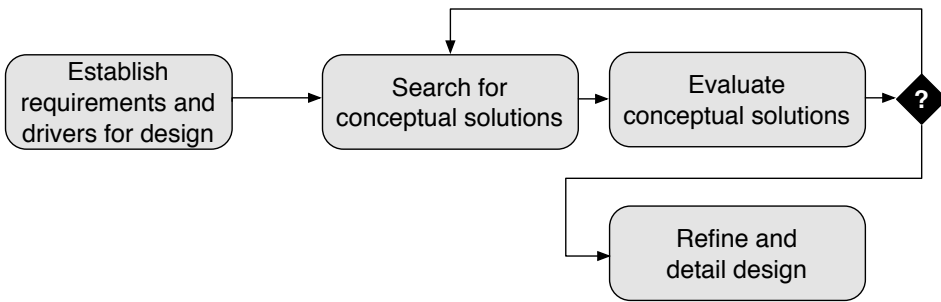 Establish
requirements and
drivers for design
Search for
conceptual solutions
Evaluate
conceptual solutions
?
Refine and
detail design